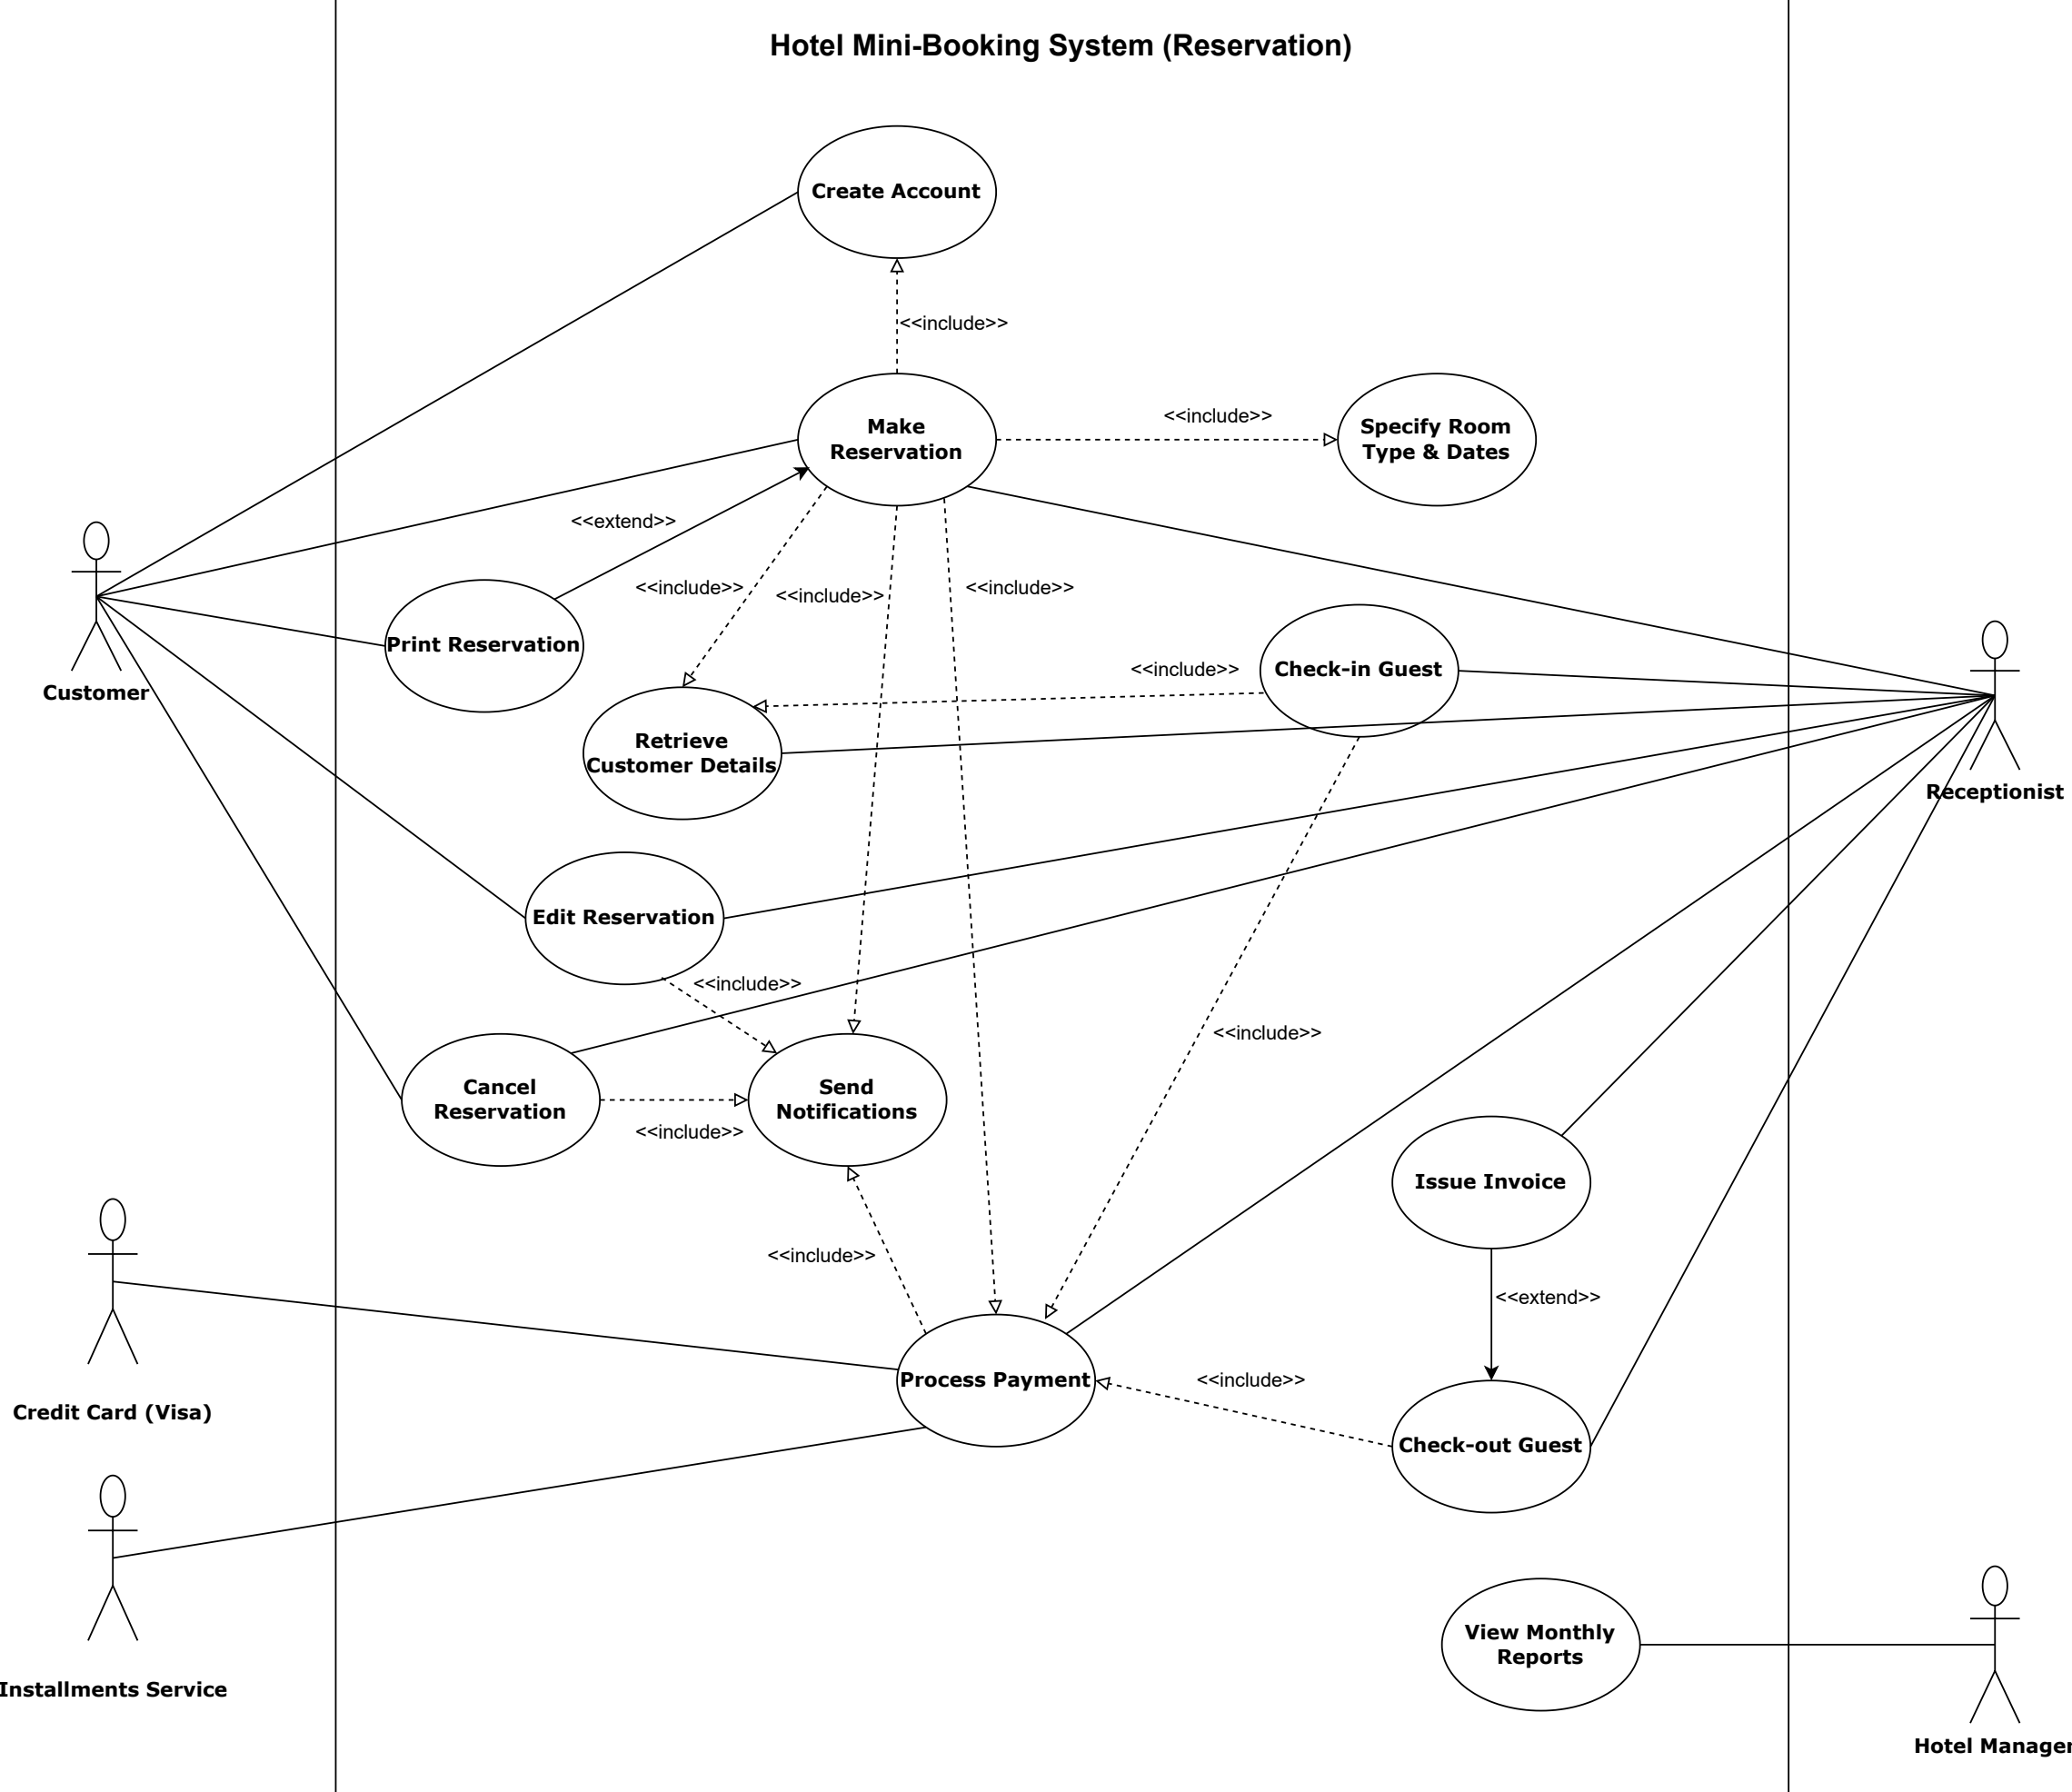 Hotel Mini-Booking System (Reservation)
Create Account
<<include>>
Make
Reservation
<<include>>
Specify Room
Type & Dates
<<extend>>
<<include>>
<<include>>
<<include>>
Print Reservation
Customer
<<include>>
Check-in Guest
Retrieve
Customer Details
Receptionist
Edit Reservation
<<include>>
<<include>>
Cancel
Reservation
<<include>>
Send
Notifications
Issue Invoice
<<include>>
<<extend>>
Credit Card (Visa)
Process Payment
<<include>>
Check-out Guest
Installments Service
View Monthly
Reports
Hotel Manager